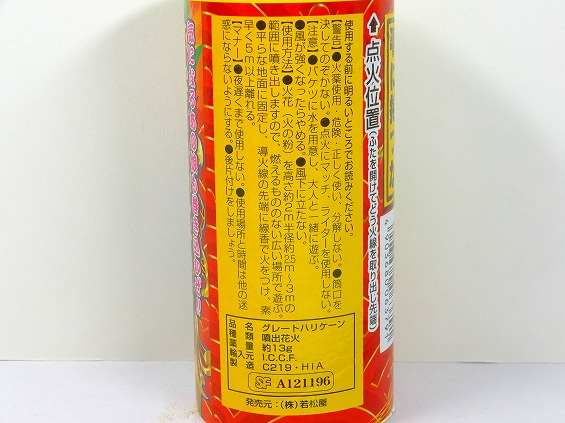 ↑点火位置(ふたを開けてどう火線を取り出し先端)
使用する前に明るいところでお読みください。
【警告】●火薬使用、危険、正しく使い、分解しない。●筒口を
決してのぞかない。●点火にマッチ、ライターを使用しない。
【注意】●バケツに水を用意し、大人と一緒に遊ぶ。
●風が強くなったらやめる。●風下に立たない。
【使用方法】●火花(火の粉)を高さ約2m半径約2.5m〜3mの
範囲に噴き出しますので、燃えるもののない広い場所で遊ぶ。
●平らな地面に固定し、導火線の先端に線香で火をつけ、素
早く5m以上離れる。
【マナー】●夜遅くまで使用しない。●使用場所と時間は他の迷
惑にならないようにする。●後片付けをしましょう。
品名 グレートハリケーン
種類 噴出花火
薬量 約13g
輸入元 I.C.C.F.
製造 C219・HIA
SF A121196
発売元:(株)若松屋